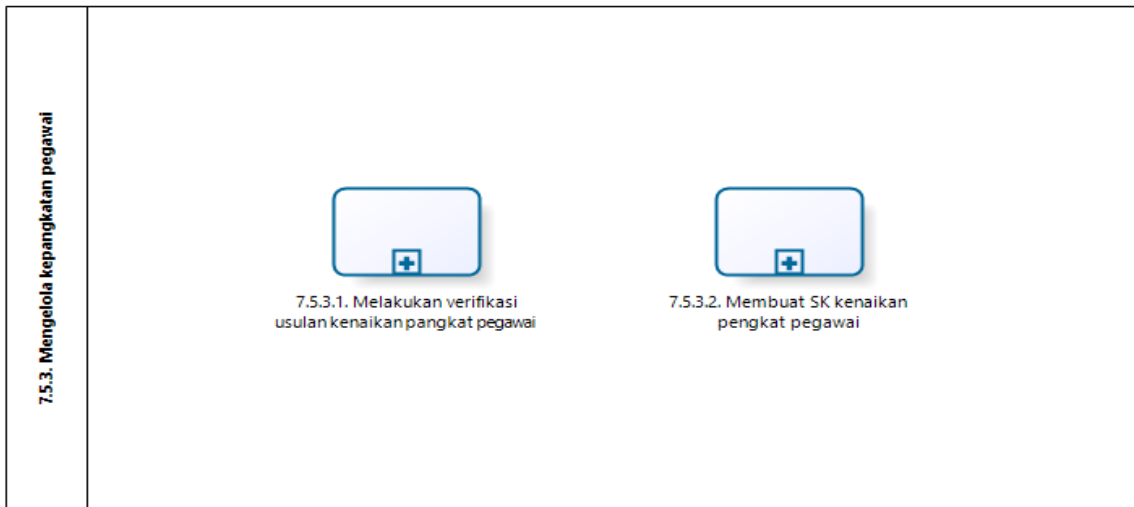 7.5.3. Mengelola kepangkatan pegawai
7.5.3.1. Melakukan verifikasi
usulan kenaikan pangkat pegawai
7.5.3.2. Membuat SK kenaikan
pengkat pegawai